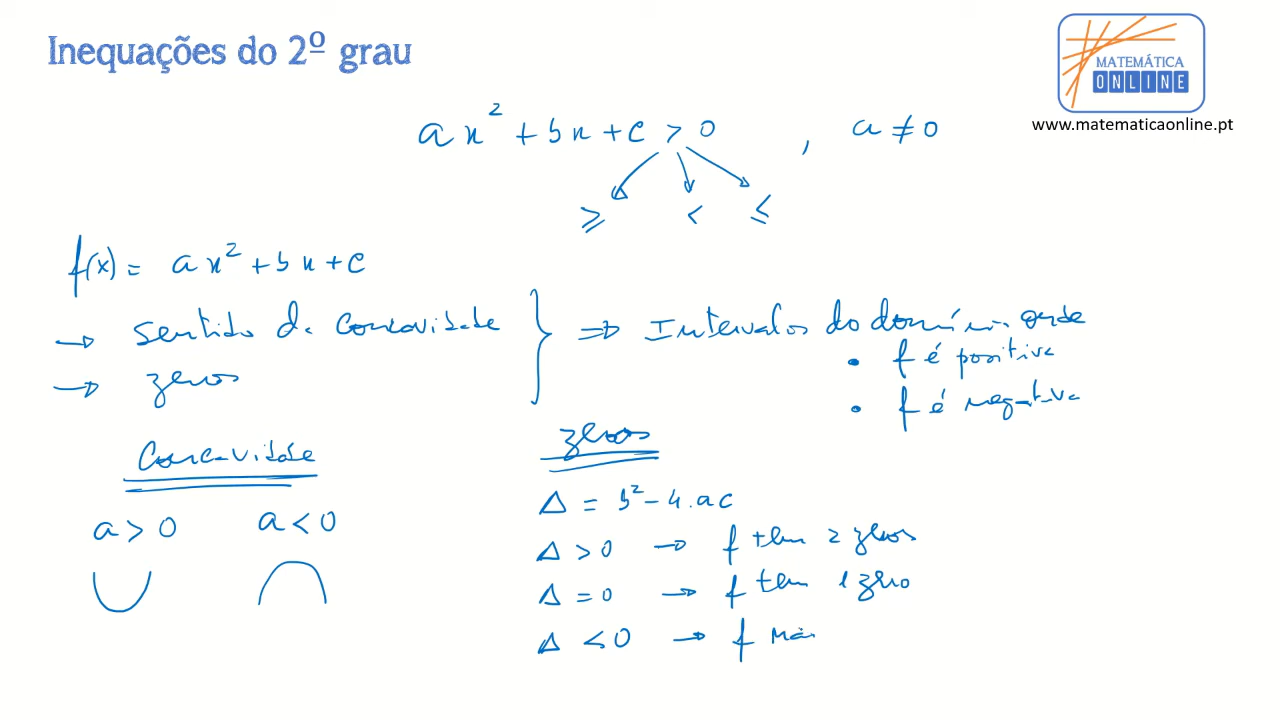 Inequações do 2º grau
MATEMÁTICA
ONLINE
www.matematicaonline.pt
ax² + bx + c > 0 , a ≠ 0
≥ < ≤
f(x) = ax² + bx + c
→ sentido da concavidade
→ zeros
⇒ Intervalos do domínio onde
• f é positiva
• f é negativa
Concavidade
a > 0 a < 0
zeros
Δ = b² - 4.ac
Δ > 0 → f tem 2 zeros
Δ = 0 → f tem 1 zero
Δ < 0 → f não